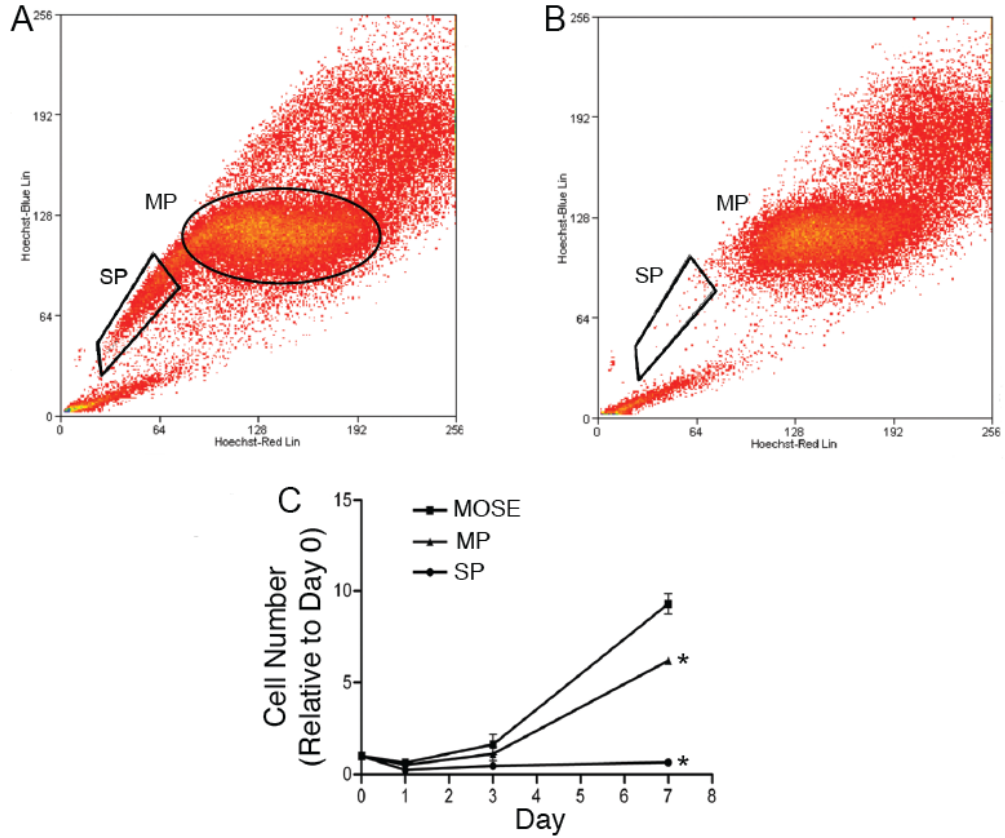 A
256
192
128
64
0
Hoechst-Blue Lin
MP
SP
0
64
128
192
256
Hoechst-Red Lin
B
256
192
128
64
0
Hoechst-Blue Lin
MP
SP
0
64
128
192
256
Hoechst-Red Lin
C
15
10
5
0
Cell Number
(Relative to Day 0)
MOSE
MP
SP
*
*
0 1 2 3 4 5 6 7 8
Day